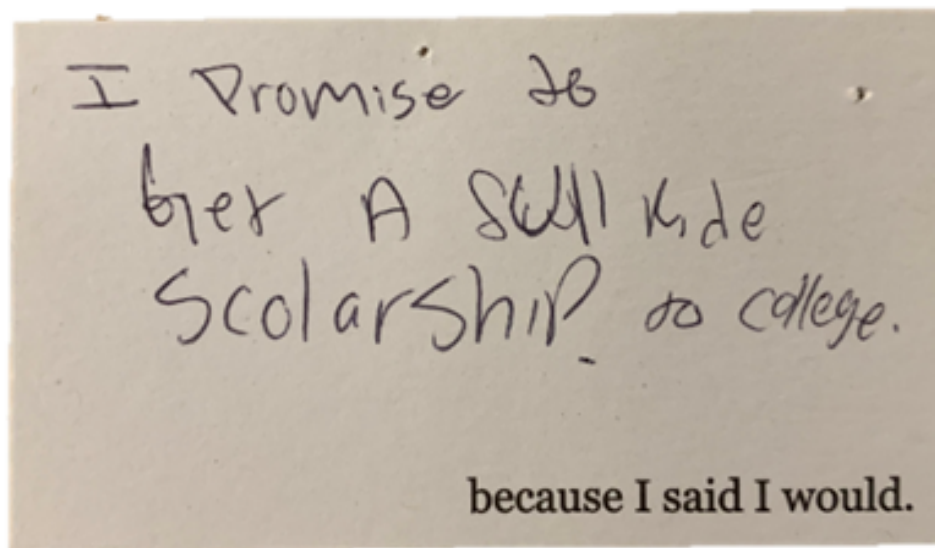 I Promise to
Get A full Ride
Scolarship. to college.
because I said I would.